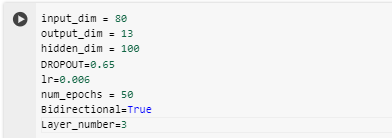 input_dim = 80
output_dim = 13
hidden_dim = 100
DROPOUT=0.65
lr=0.006
num_epochs = 50
Bidirectional=True
Layer_number=3